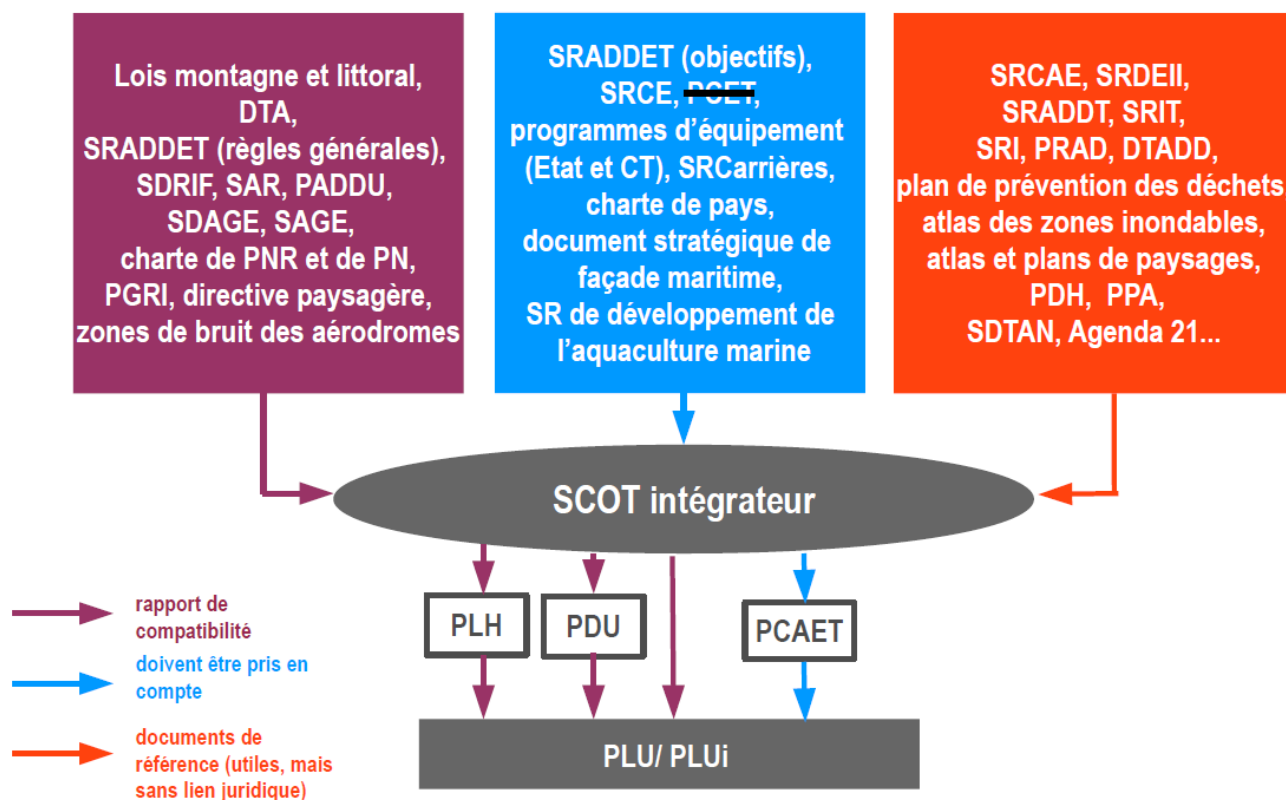 Lois montagne et littoral,
DTA,
SRADDET (règles générales),
SDRIF, SAR, PADDU,
SDAGE, SAGE,
charte de PNR et de PN,
PGRI, directive paysagère,
zones de bruit des aérodromes
SRADDET (objectifs),
SRCE, PCET,
programmes d'équipement
(Etat et CT), SRCarrières,
charte de pays,
document stratégique de
façade maritime,
SR de développement de
l'aquaculture marine
SRCAE, SRDEII,
SRADDT, SRIT,
SRI, PRAD, DTADD,
plan de prévention des déchets
atlas des zones inondables,
atlas et plans de paysages,
PDH, PPA,
SDTAN, Agenda 21...
SCOT intégrateur
PLH
PDU
PCAET
PLU/ PLUi
rapport de
compatibilité
doivent être pris en
compte
documents de
référence (utiles, mais
sans lien juridique)